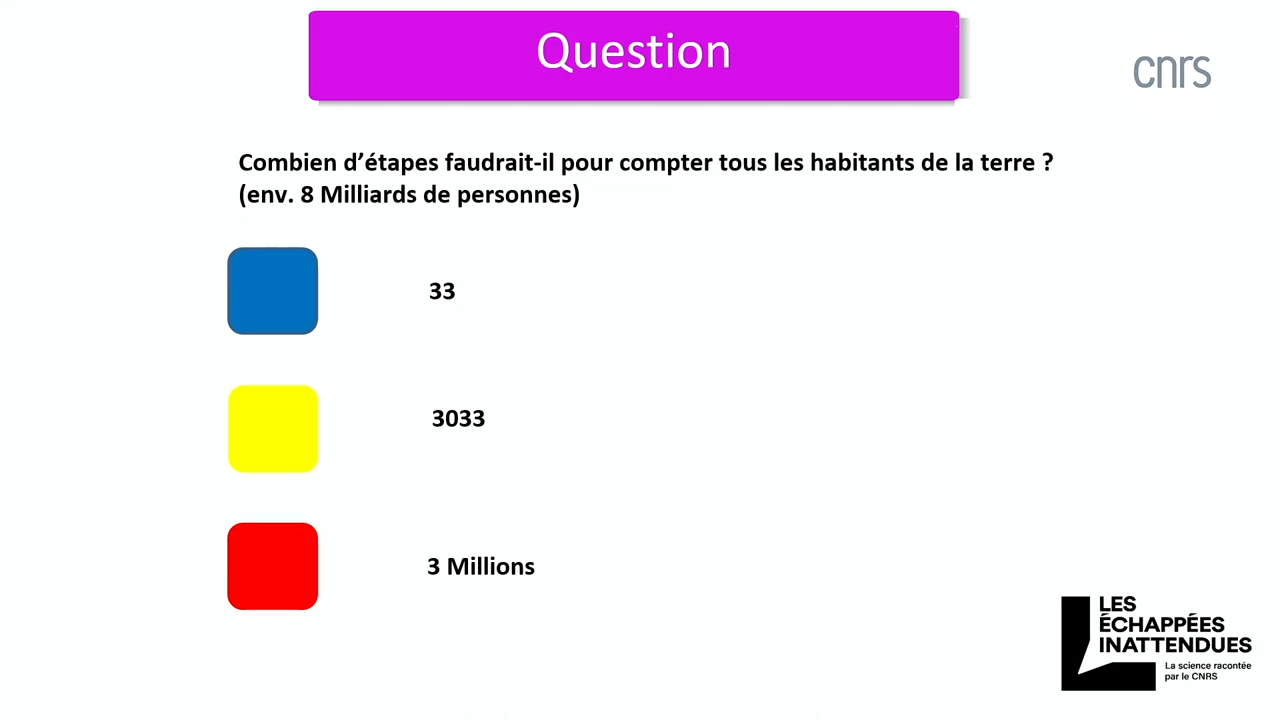 Question
cnrs
Combien d’étapes faudrait-il pour compter tous les habitants de la terre ?
(env. 8 Milliards de personnes)
33
3033
3 Millions
LES
ÉCHAPPÉES
INATTENDUES
La science racontée
par le CNRS